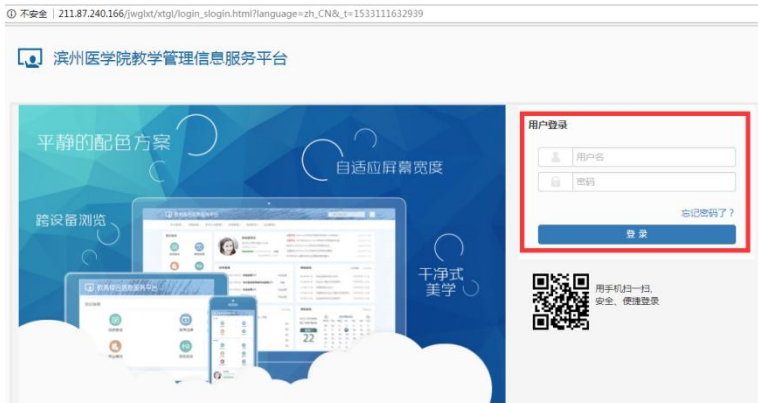 不安全 | 211.87.240.166/jwglxt/xtgl/login_slogin.html?language=zh_CN&_t=1533111632939
滨州医学院教学管理信息服务平台
平静的配色方案
自适应屏幕宽度
跨设备浏览
干净式
美学
22
用户登录
用户名
密码
忘记密码了？
登 录
用手机扫一扫，
安全、便捷登录